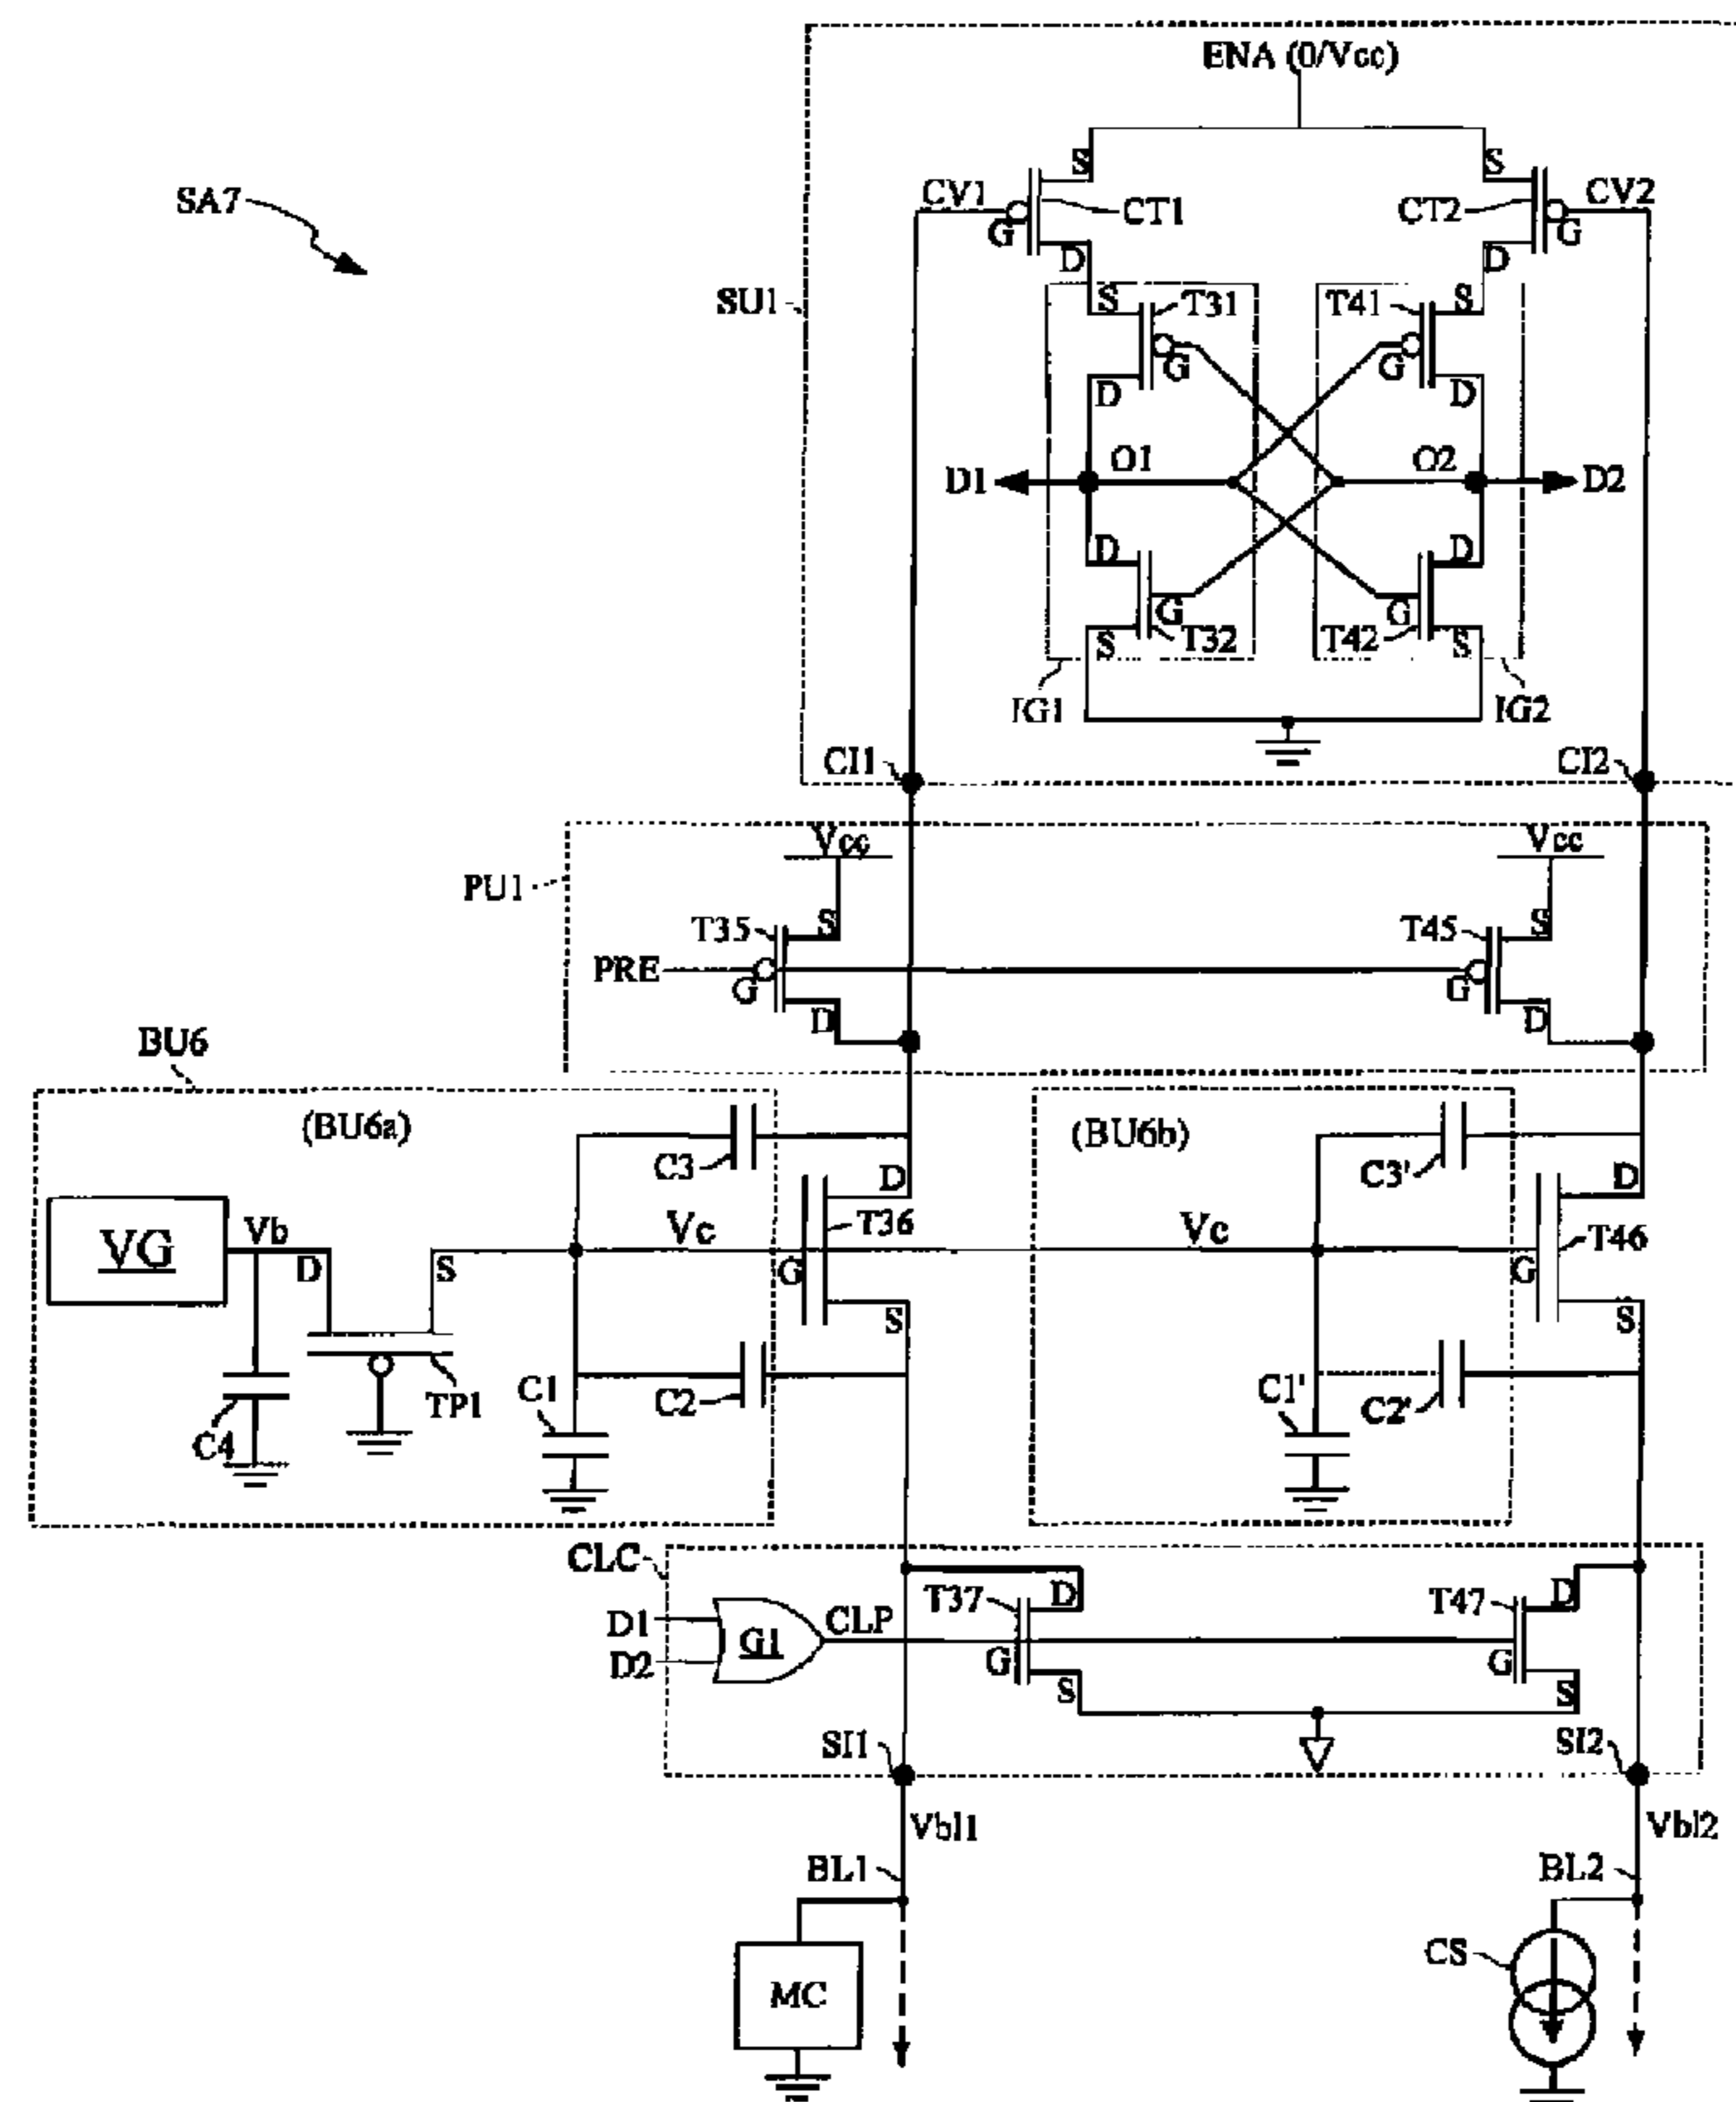 ENA (0/Vcc)
SA7
CV1
S
CT1
G
D
S
CT2
CV2
G
D
SU1
S
T31
G
D
T41
S
G
D
D1
O1
O2
D2
D
G
T32
S
D
G
T42
S
IG1
IG2
CI1
CI2
Vcc
Vcc
PU1
T35
S
PRE
G
D
T45
S
G
D
BU6
(BU6a)
(BU6b)
C3
D
C3'
D
VG
Vb
D
S
Vc
G
T36
Vc
G
T46
S
S
C4
TP1
C1
C2
C1'
C2'
CLC
D1
D2
G1
CLP
T37
D
G
S
T47
D
G
S
SI1
SI2
Vbl1
Vbl2
BL1
BL2
MC
CS